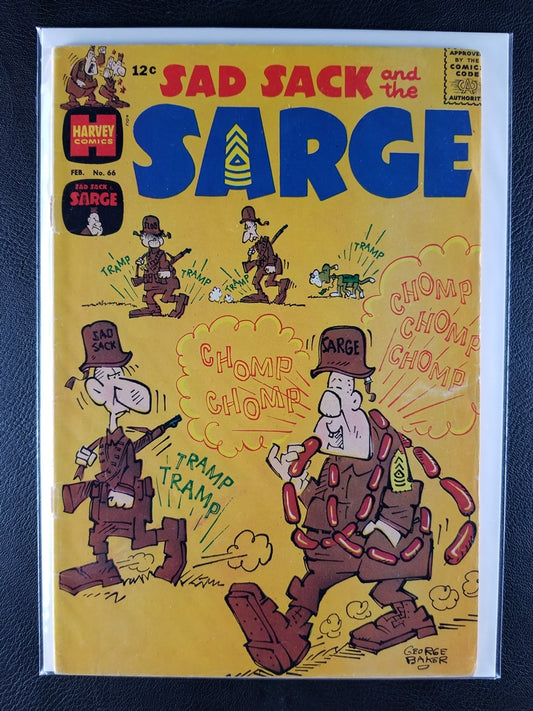 12¢
SAD SACK and the
SARGE
APPROVED
BY THE
COMICS
CODE
AUTHORITY
HARVEY
COMICS
FEB. No. 66
SAD SACK
SARGE
TRAMP
TRAMP
TRAMP
TRAMP
CHOMP
CHOMP
CHOMP
CHOMP
CHOMP
SAD
SACK
SARGE
TRAMP
TRAMP
GEORGE
BAKER